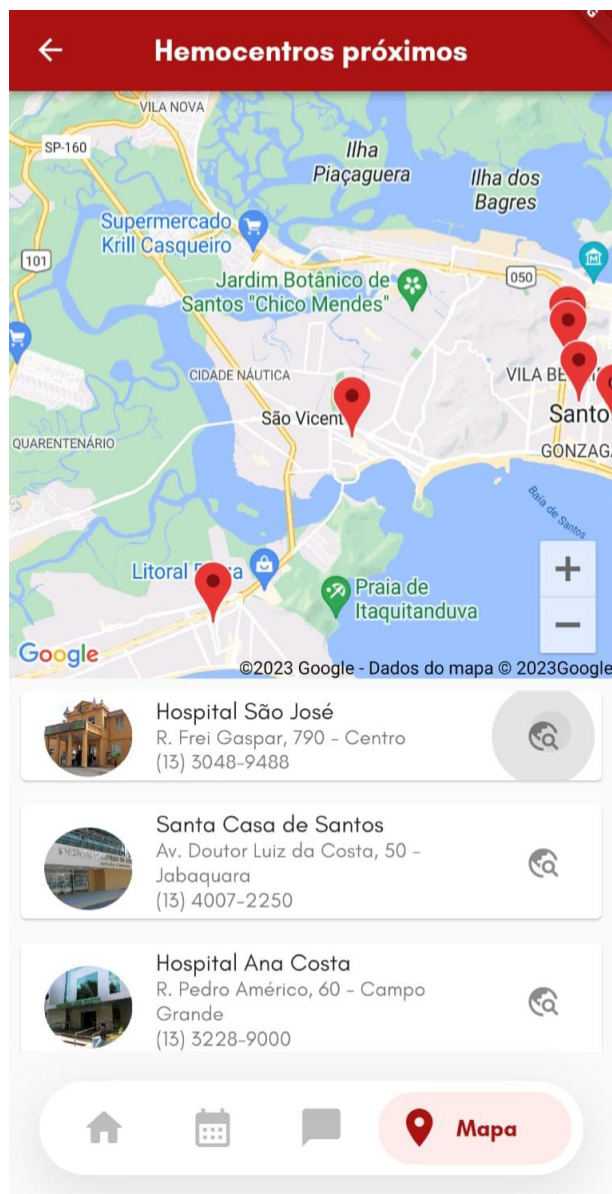 Hemocentros próximos
VILA NOVA
SP-160
Ilha
Piaçaguera
Ilha dos
Bagres
Supermercado
Krill Casqueiro
101
050
Jardim Botânico de
Santos "Chico Mendes"
CIDADE NÁUTICA
VILA BE
São Vicent
Santo
QUARENTENÁRIO
GONZAG
Baía de Santos
Litoral
Praia de
Itaquitanduva
+
−
Google
©2023 Google - Dados do mapa © 2023Google
Hospital São José
R. Frei Gaspar, 790 - Centro
(13) 3048-9488
Santa Casa de Santos
Av. Doutor Luiz da Costa, 50 -
Jabaquara
(13) 4007-2250
Hospital Ana Costa
R. Pedro Américo, 60 - Campo
Grande
(13) 3228-9000
Mapa